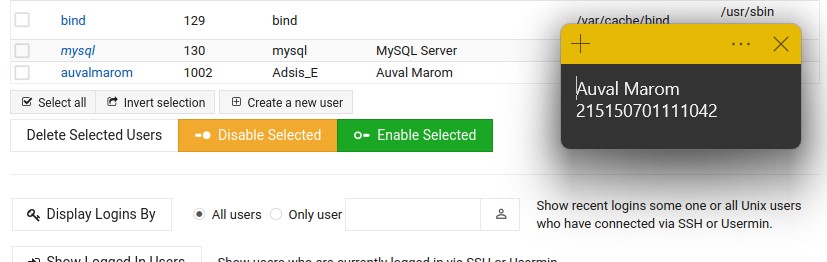 bind 129 bind /var/cache/bind /usr/sbin
mysql 130 mysql MySQL Server
auvalmarom 1002 Adsis_E Auval Marom
Select all Invert selection Create a new user
Delete Selected Users Disable Selected Enable Selected
Auval Marom
215150701111042
Display Logins By All users Only user
Show recent logins some one or all Unix users
who have connected via SSH or Usermin.
Show Logged In Users Show users who are currently logged in via SSH or Usermin.